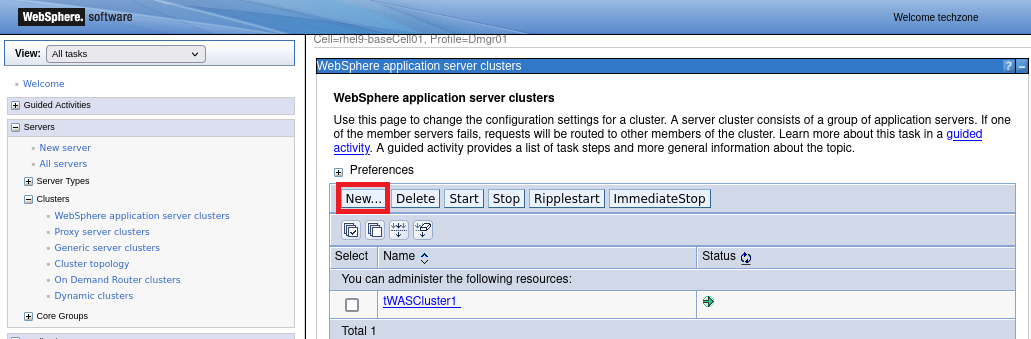 WebSphere. software
Welcome techzone
View: All tasks
Welcome
Guided Activities
Servers
New server
All servers
Server Types
Clusters
WebSphere application server clusters
Proxy server clusters
Generic server clusters
Cluster topology
On Demand Router clusters
Dynamic clusters
Core Groups
Cell=rhel9-baseCell01, Profile=Dmgr01
WebSphere application server clusters ? –
WebSphere application server clusters
Use this page to change the configuration settings for a cluster. A server cluster consists of a group of application servers. If one
of the member servers fails, requests will be routed to other members of the cluster. Learn more about this task in a guided
activity. A guided activity provides a list of task steps and more general information about the topic.
Preferences
New... Delete Start Stop Ripplestart ImmediateStop
Select Name Status
You can administer the following resources:
tWASCluster1
Total 1